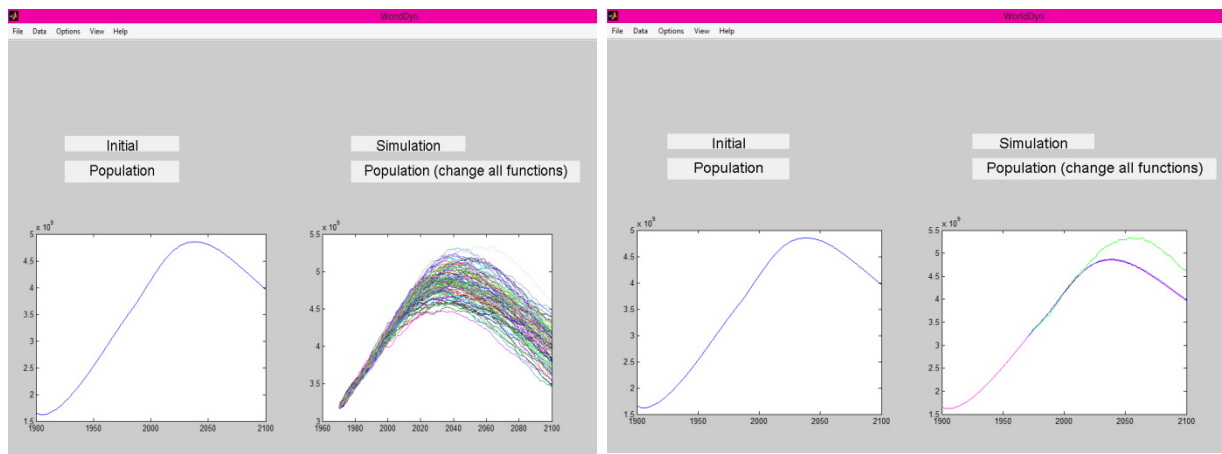 WorldDyn
File Data Options View Help
Initial
Population
Simulation
Population (change all functions)
x 10^9
5
4.5
4
3.5
3
2.5
2
1.5
1900 1950 2000 2050 2100
x 10^9
5.5
5
4.5
4
3.5
3
1960 1980 2000 2020 2040 2060 2080 2100
WorldDyn
File Data Options View Help
Initial
Population
Simulation
Population (change all functions)
x 10^9
5
4.5
4
3.5
3
2.5
2
1.5
1900 1950 2000 2050 2100
x 10^9
5.5
5
4.5
4
3.5
3
2.5
2
1.5
1900 1950 2000 2050 2100